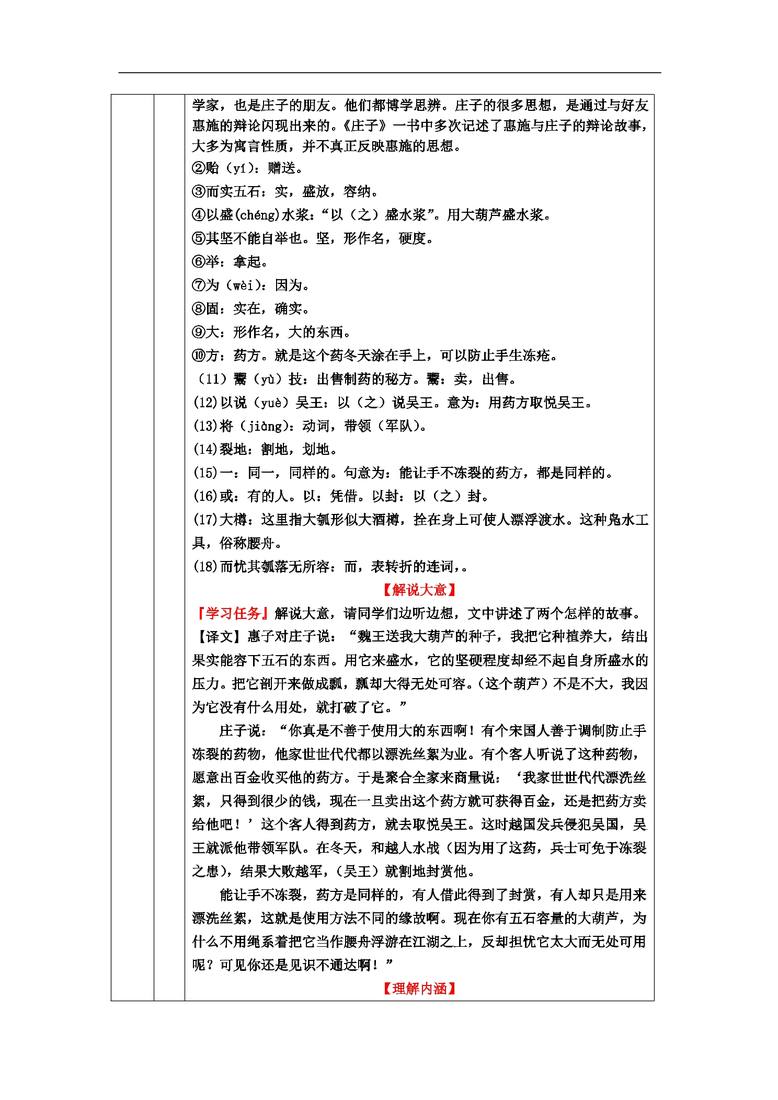 学家，也是庄子的朋友。他们都博学思辨。庄子的很多思想，是通过与好友
惠施的辩论闪现出来的。《庄子》一书中多次记述了惠施与庄子的辩论故事，
大多为寓言性质，并不真正反映惠施的思想。
②贻（yí）：赠送。
③而实五石：实，盛放，容纳。
④以盛(chéng)水浆：“以（之）盛水浆”。用大葫芦盛水浆。
⑤其坚不能自举也。坚，形作名，硬度。
⑥举：拿起。
⑦为（wèi）：因为。
⑧固：实在，确实。
⑨大：形作名，大的东西。
⑩方：药方。就是这个药冬天涂在手上，可以防止手生冻疮。
（11）鬻（yù）技：出售制药的秘方。鬻：卖，出售。
(12)以说（yuè）吴王：以（之）说吴王。意为：用药方取悦吴王。
(13)将（jiàng）：动词，带领（军队）。
(14)裂地：割地，划地。
(15)一：同一，同样的。句意为：能让手不冻裂的药方，都是同样的。
(16)或：有的人。以：凭借。以封：以（之）封。
(17)大樽：这里指大瓠形似大酒樽，拴在身上可使人漂浮渡水。这种凫水工
具，俗称腰舟。
(18)而忧其瓠落无所容：而，表转折的连词，。
【解说大意】
『学习任务』解说大意，请同学们边听边想，文中讲述了两个怎样的故事。
【译文】惠子对庄子说：“魏王送我大葫芦的种子，我把它种植养大，结出
果实能容下五石的东西。用它来盛水，它的坚硬程度却经不起自身所盛水的
压力。把它剖开来做成瓢，瓢却大得无处可容。（这个葫芦）不是不大，我因
为它没有什么用处，就打破了它。”
庄子说：“你真是不善于使用大的东西啊！有个宋国人善于调制防止手
冻裂的药物，他家世世代代都以漂洗丝絮为业。有个客人听说了这种药物，
愿意出百金收买他的药方。于是聚合全家来商量说：‘我家世世代代漂洗丝
絮，只得到很少的钱，现在一旦卖出这个药方就可获得百金，还是把药方卖
给他吧！’这个客人得到药方，就去取悦吴王。这时越国发兵侵犯吴国，吴
王就派他带领军队。在冬天，和越人水战（因为用了这药，兵士可免于冻裂
之患），结果大败越军，（吴王）就割地封赏他。
能让手不冻裂，药方是同样的，有人借此得到了封赏，有人却只是用来
漂洗丝絮，这就是使用方法不同的缘故啊。现在你有五石容量的大葫芦，为
什么不用绳系着把它当作腰舟浮游在江湖之上，反却担忧它太大而无处可用
呢？可见你还是见识不通达啊！”
【理解内涵】